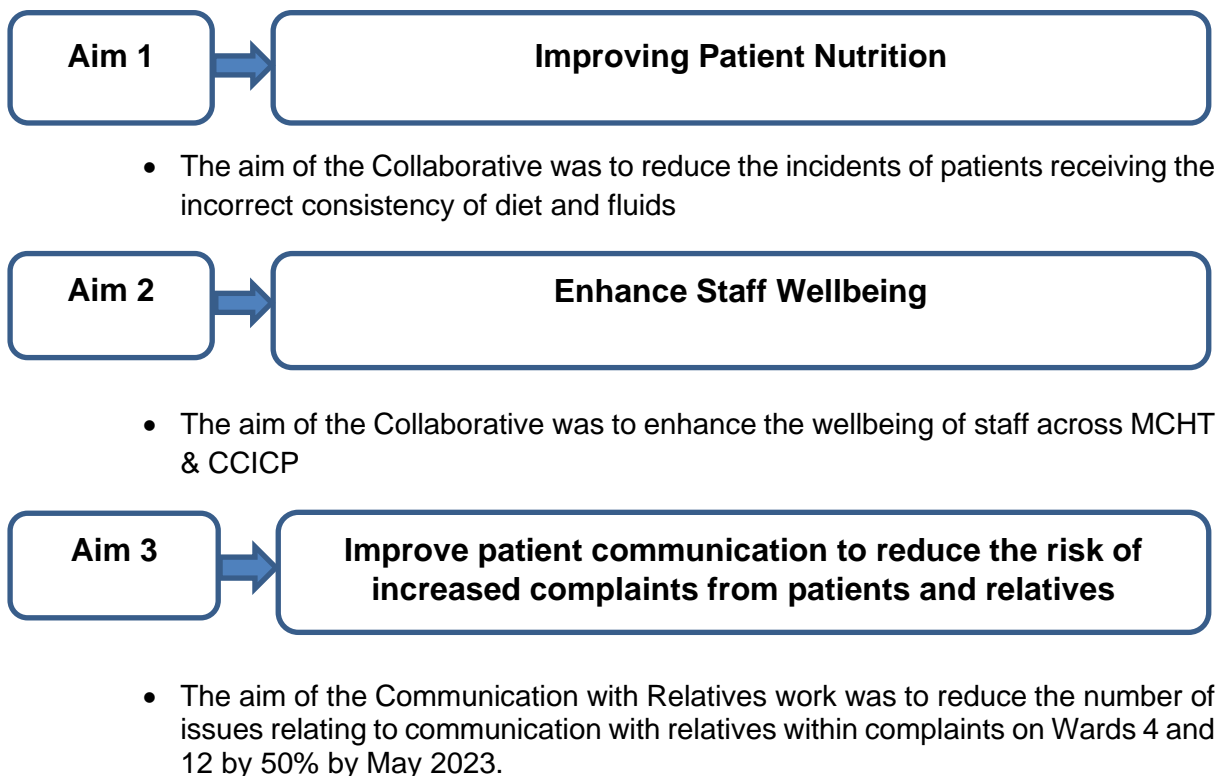 Aim 1
Improving Patient Nutrition
• The aim of the Collaborative was to reduce the incidents of patients receiving the
incorrect consistency of diet and fluids
Aim 2
Enhance Staff Wellbeing
• The aim of the Collaborative was to enhance the wellbeing of staff across MCHT
& CCICP
Aim 3
Improve patient communication to reduce the risk of
increased complaints from patients and relatives
• The aim of the Communication with Relatives work was to reduce the number of
issues relating to communication with relatives within complaints on Wards 4 and
12 by 50% by May 2023.